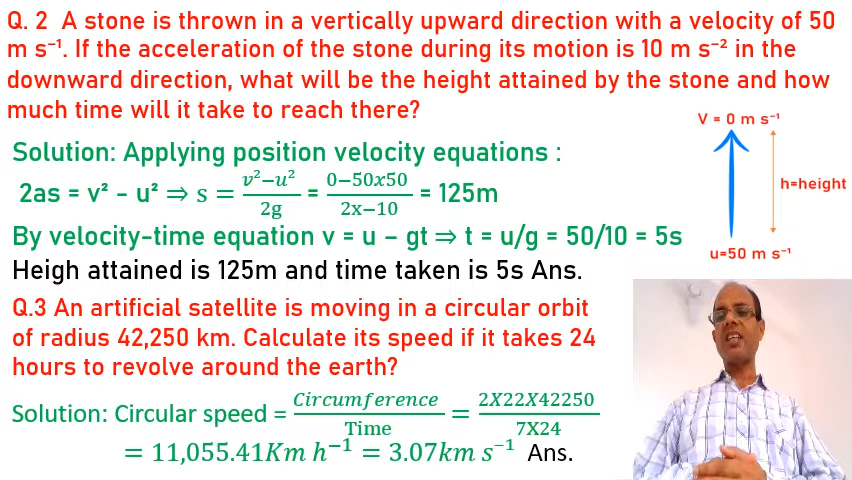 Q. 2 A stone is thrown in a vertically upward direction with a velocity of 50
m s⁻¹. If the acceleration of the stone during its motion is 10 m s⁻² in the
downward direction, what will be the height attained by the stone and how
much time will it take to reach there?
V = 0 m s⁻¹
h=height
u=50 m s⁻¹
Solution: Applying position velocity equations :
2as = v² – u² ⇒ s = (v²−u²)/2g = (0−50x50)/(2x−10) = 125m
By velocity-time equation v = u – gt ⇒ t = u/g = 50/10 = 5s
Heigh attained is 125m and time taken is 5s Ans.
Q.3 An artificial satellite is moving in a circular orbit
of radius 42,250 km. Calculate its speed if it takes 24
hours to revolve around the earth?
Solution: Circular speed = Circumference/Time = 2X22X42250/7X24
= 11,055.41Km h⁻¹ = 3.07km s⁻¹ Ans.